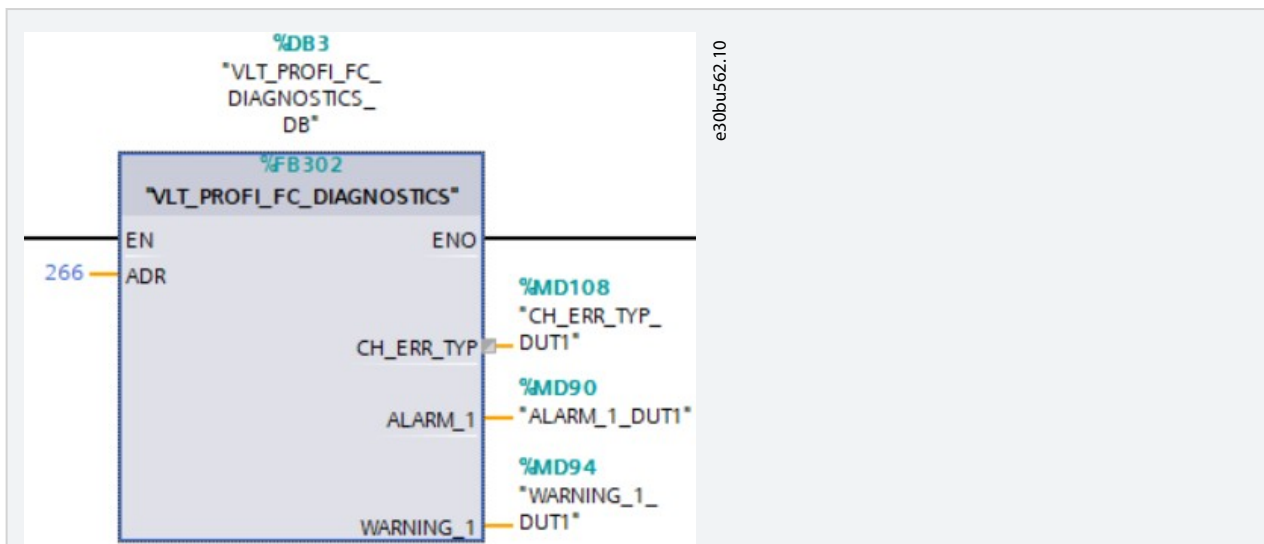 %DB3
"VLT_PROFI_FC_
DIAGNOSTICS_
DB"
%FB302
"VLT_PROFI_FC_DIAGNOSTICS"
EN
ENO
266
ADR
%MD108
"CH_ERR_TYP_
DUT1"
CH_ERR_TYP
%MD90
"ALARM_1_DUT1"
ALARM_1
%MD94
"WARNING_1_
DUT1"
WARNING_1
e30bu562.10